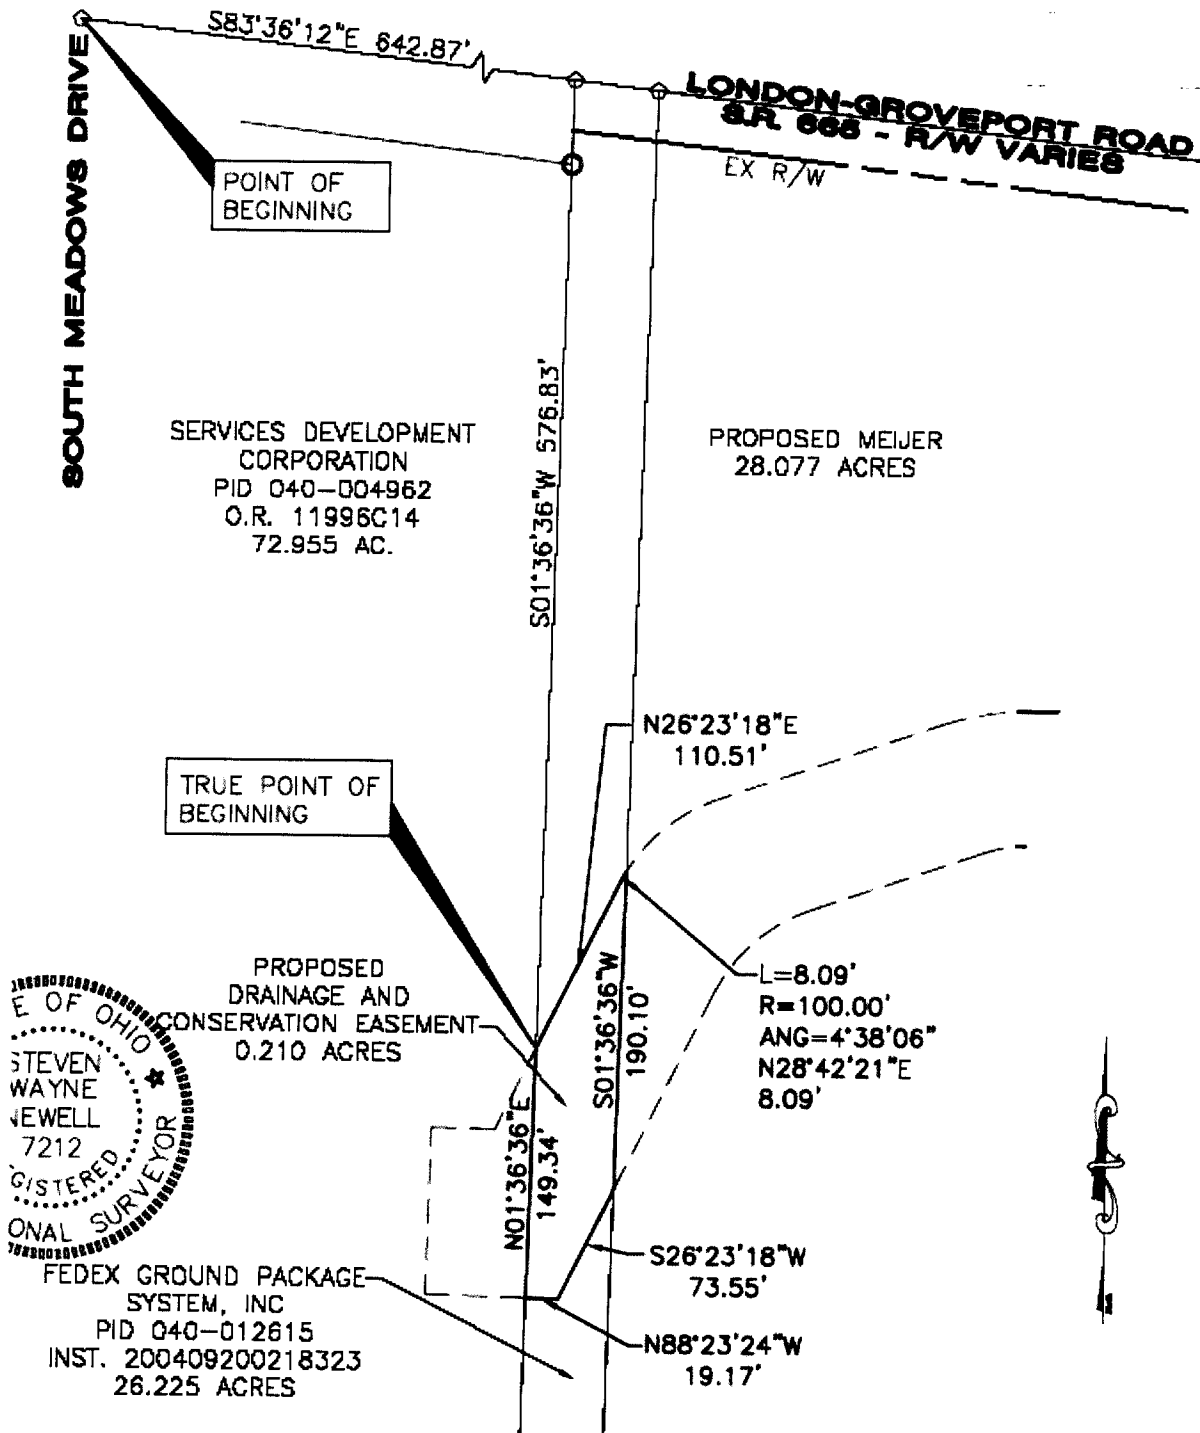 S83°36'12"E 642.87'
SOUTH MEADOWS DRIVE
LONDON-GROVEPORT ROAD
S.R. 665 - R/W VARIES
EX R/W
POINT OF
BEGINNING
S01°36'36"W 576.83'
SERVICES DEVELOPMENT
CORPORATION
PID 040-004962
O.R. 11996C14
72.955 AC.
PROPOSED MEIJER
28.077 ACRES
N26°23'18"E
110.51'
TRUE POINT OF
BEGINNING
PROPOSED
DRAINAGE AND
CONSERVATION EASEMENT
0.210 ACRES
S01°36'36"W
190.10'
L=8.09'
R=100.00'
ANG=4°38'06"
N28°42'21"E
8.09'
N01°36'36"E
149.34'
E OF OHIO
STEVEN
WAYNE
NEWELL
7212
GISTERED
ONAL SURVEYOR
S26°23'18"W
73.55'
FEDEX GROUND PACKAGE
SYSTEM, INC
PID 040-012615
INST. 200409200218323
26.225 ACRES
N88°23'24"W
19.17'